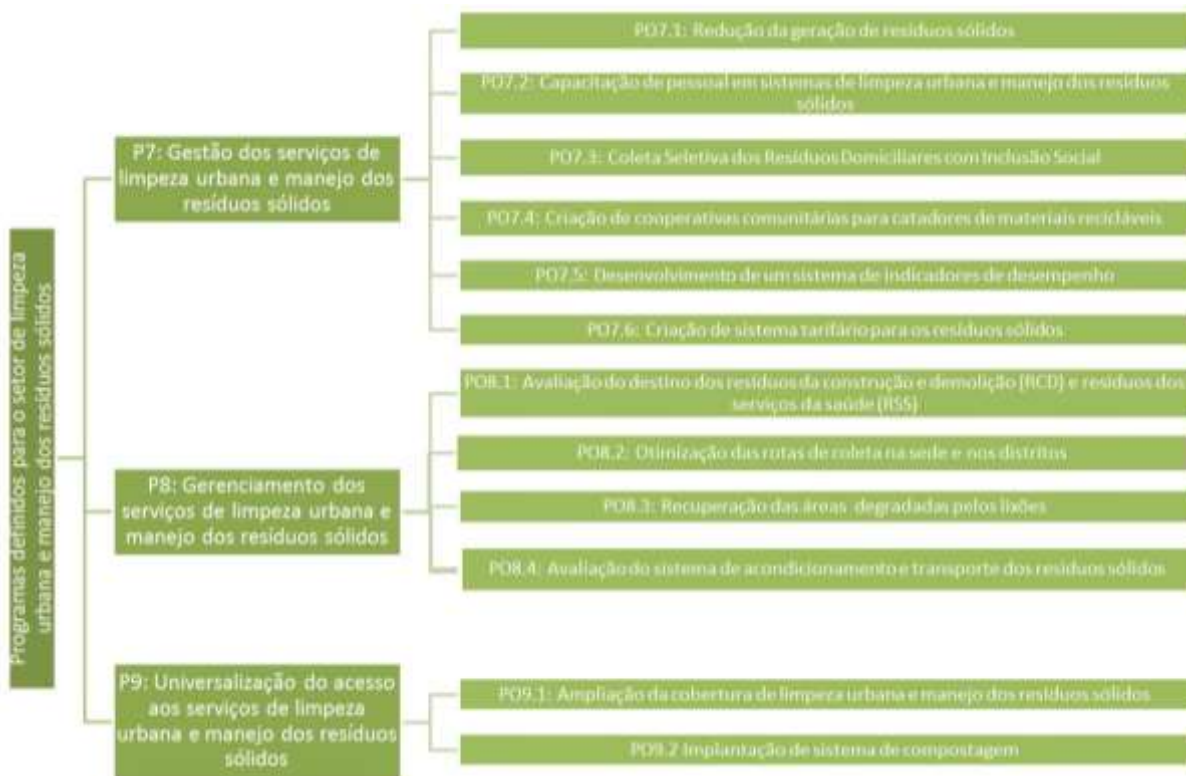 Programas definidos para o setor de limpeza
urbana e manejo dos resíduos sólidos
P7: Gestão dos serviços de
limpeza urbana e manejo dos
resíduos sólidos
PO7.1: Redução da geração de resíduos sólidos
PO7.2: Capacitação de pessoal em sistemas de limpeza urbana e manejo dos resíduos
sólidos
PO7.3: Coleta Seletiva dos Resíduos Domiciliares com Inclusão Social
PO7.4: Criação de cooperativas comunitárias para catadores de materiais recicláveis
PO7.5: Desenvolvimento de um sistema de indicadores de desempenho
PO7.6: Criação de sistema tarifário para os resíduos sólidos
P8: Gerenciamento dos
serviços de limpeza urbana e
manejo dos resíduos sólidos
PO8.1: Avaliação do destino dos resíduos da construção e demolição (RCD) e resíduos dos
serviços da saúde (RSS)
PO8.2: Otimização das rotas de coleta na sede e nos distritos
PO8.3: Recuperação das áreas degradadas pelos lixões
PO8.4: Avaliação do sistema de acondicionamento e transporte dos resíduos sólidos
P9: Universalização do acesso
aos serviços de limpeza
urbana e manejo dos resíduos
sólidos
PO9.1: Ampliação da cobertura de limpeza urbana e manejo dos resíduos sólidos
PO9.2 Implantação de sistema de compostagem